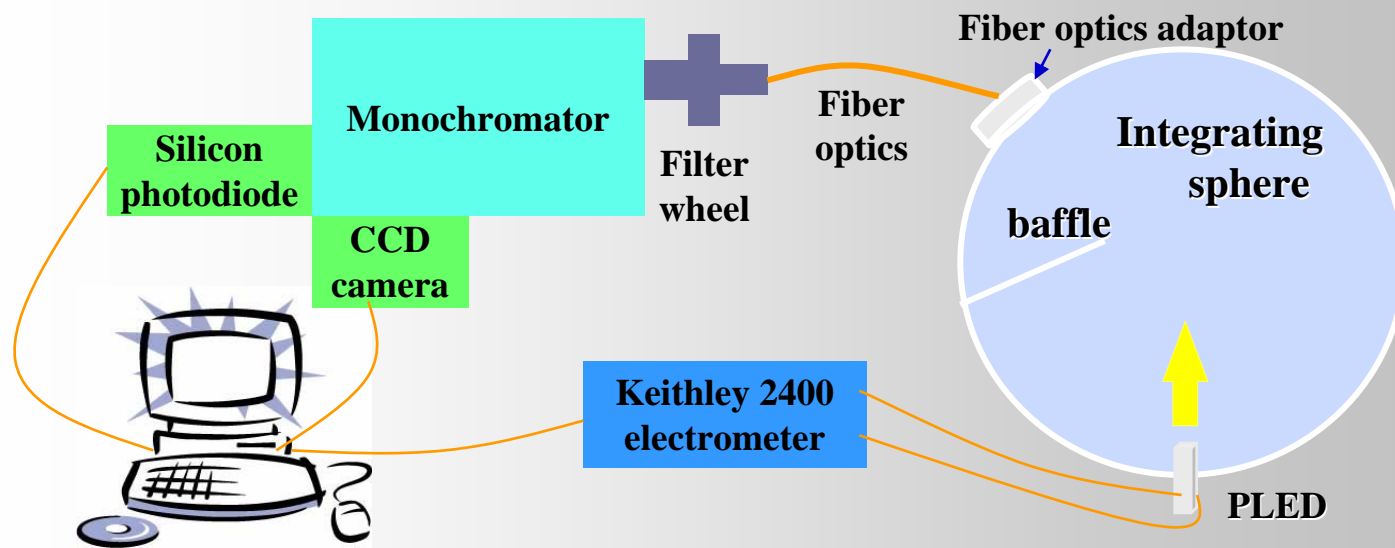 Fiber optics adaptor
Monochromator
Fiber
optics
Integrating
sphere
Silicon
photodiode
Filter
wheel
baffle
CCD
camera
Keithley 2400
electrometer
PLED